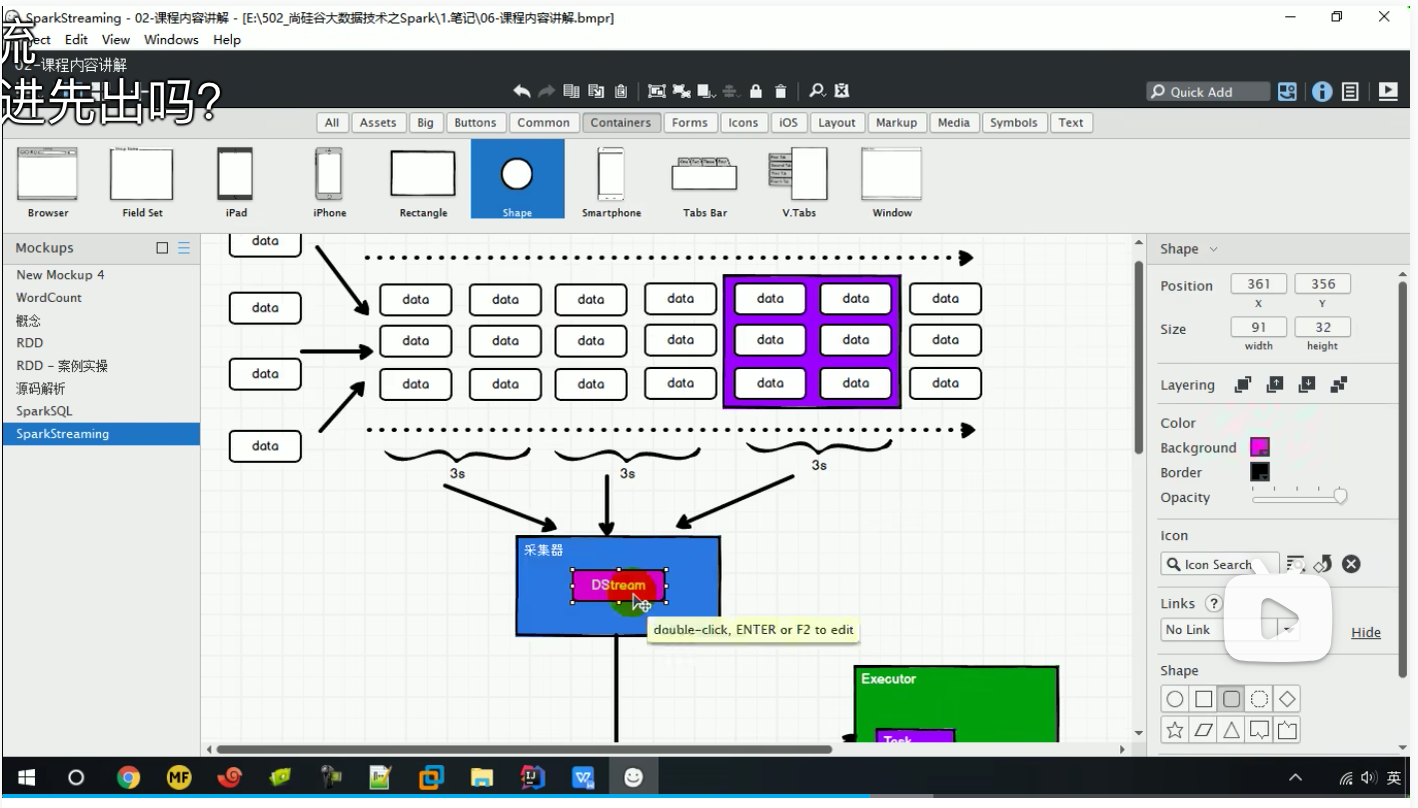 SparkStreaming - 02-课程内容讲解 - [E:\502_尚硅谷大数据技术之Spark\1.笔记\06-课程内容讲解.bmpr]
流
ect Edit View Windows Help
02-课程内容讲解
进先出吗?
Quick Add
All Assets Big Buttons Common Containers Forms Icons iOS Layout Markup Media Symbols Text
Browser Field Set iPad iPhone Rectangle Shape Smartphone Tabs Bar V.Tabs Window
Mockups
New Mockup 4
WordCount
概念
RDD
RDD - 案例实操
源码解析
SparkSQL
SparkStreaming
data
data
data
data
data data data data data data data
data data data data data data data
data data data data data data data
3s 3s 3s
采集器
DStream
double-click, ENTER or F2 to edit
Executor
Task
Shape
Position 361 356
X Y
Size 91 32
width height
Layering
Color
Background
Border
Opacity
Icon
Icon Search
Links ?
No Link Hide
Shape
MF
英